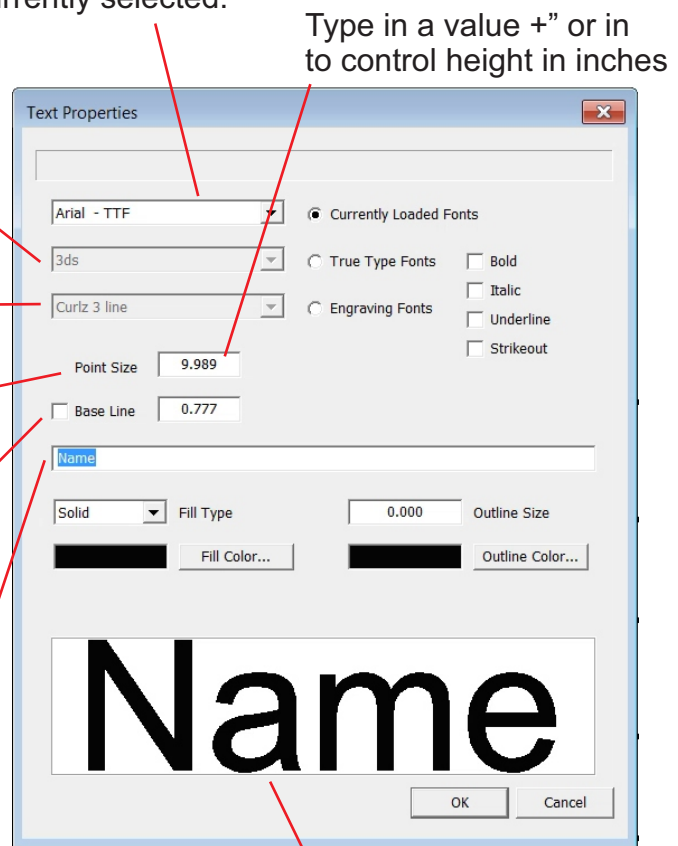 rrently selected.
Type in a value +” or in
to control height in inches
Text Properties
Arial - TTF
Currently Loaded Fonts
3ds
True Type Fonts
Bold
Italic
Curlz 3 line
Engraving Fonts
Underline
Strikeout
Point Size 9.989
Base Line 0.777
Name
Solid Fill Type 0.000 Outline Size
Fill Color... Outline Color...
Name
OK Cancel